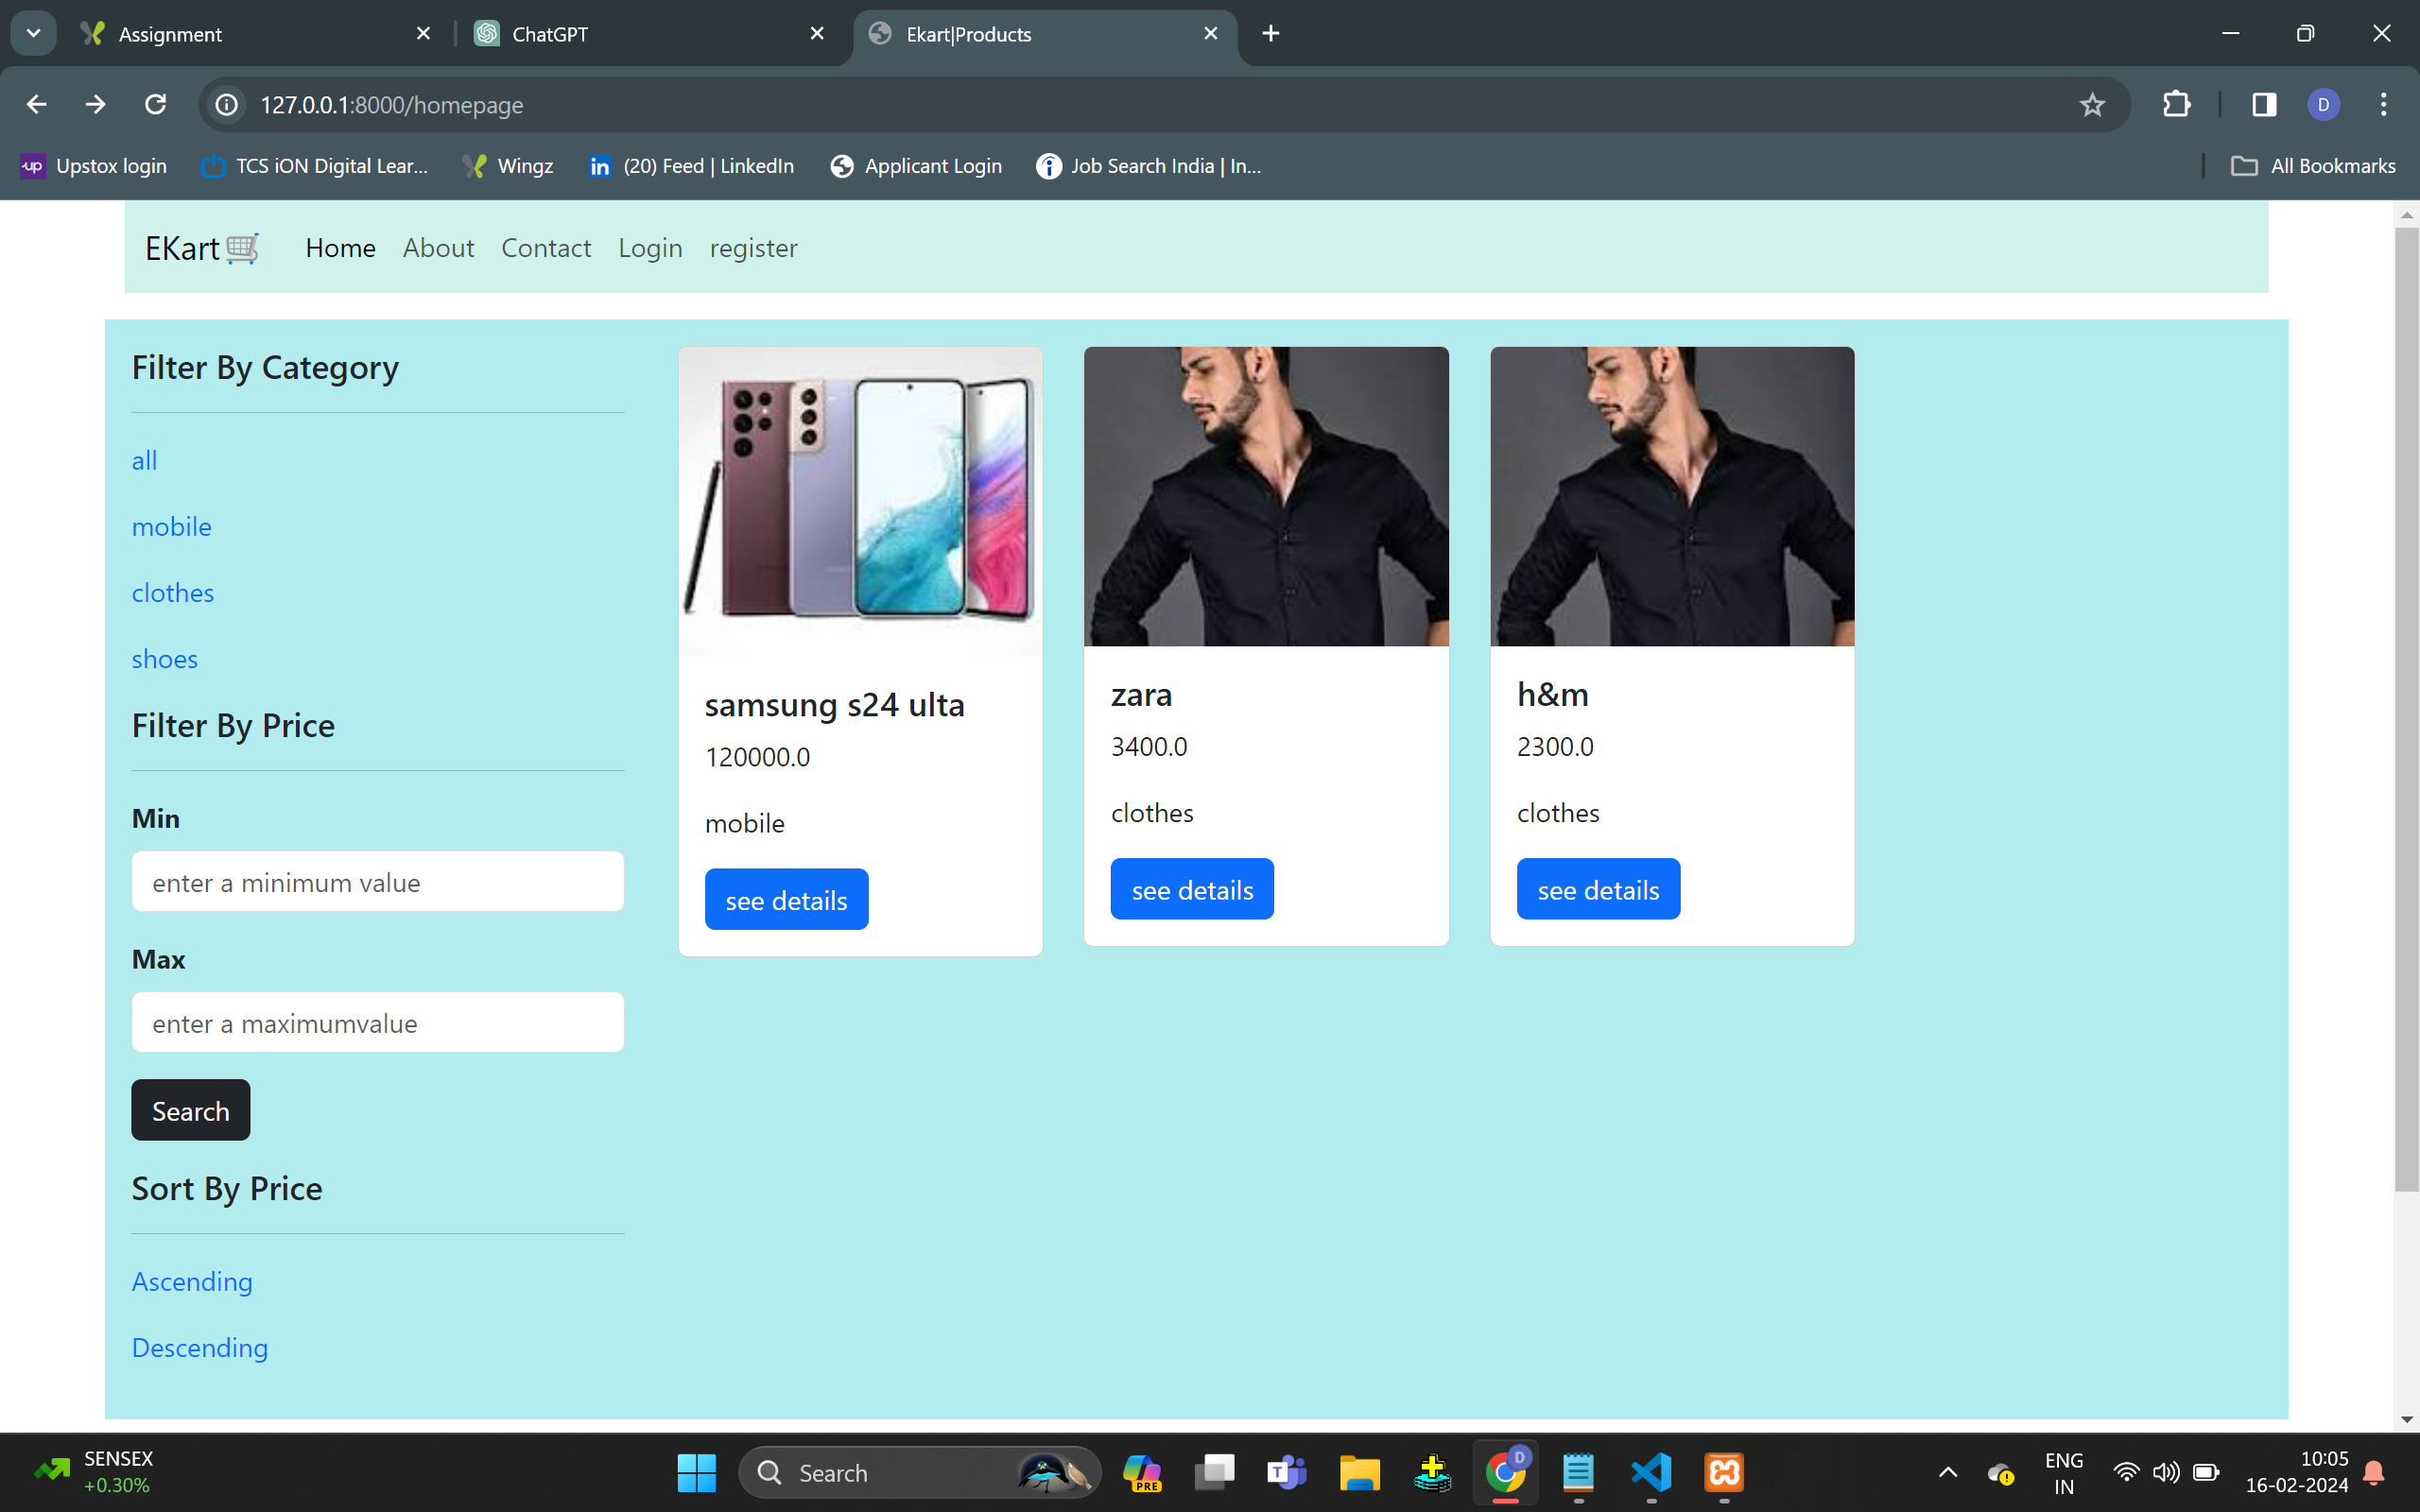 Assignment
ChatGPT
Ekart|Products
127.0.0.1:8000/homepage
D
up Upstox login
TCS iON Digital Lear...
Wingz
in (20) Feed | LinkedIn
Applicant Login
Job Search India | In...
All Bookmarks
EKart Home About Contact Login register
Filter By Category
all
mobile
clothes
shoes
Filter By Price
Min
enter a minimum value
Max
enter a maximumvalue
Search
Sort By Price
Ascending
Descending
samsung s24 ulta
120000.0
mobile
see details
zara
3400.0
clothes
see details
h&m
2300.0
clothes
see details
SENSEX
+0.30%
Search
PRE
T
D
ENG
IN
10:05
16-02-2024